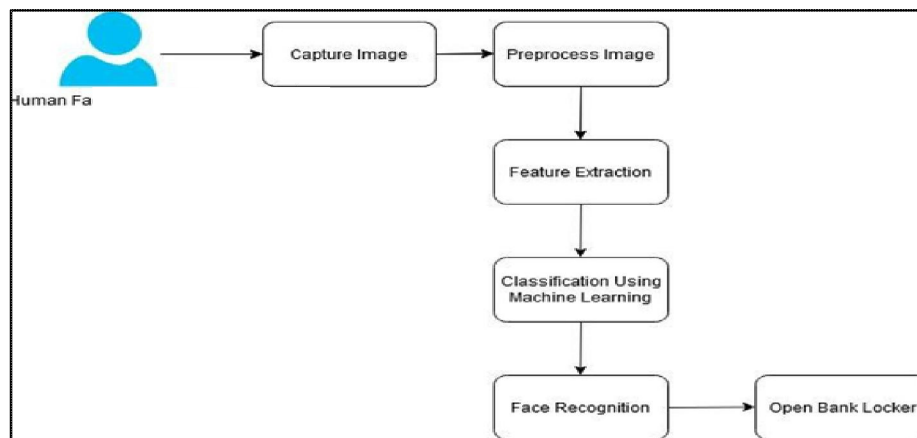 Human Fa
Capture Image
Preprocess Image
Feature Extraction
Classification Using
Machine Learning
Face Recognition
Open Bank Locker